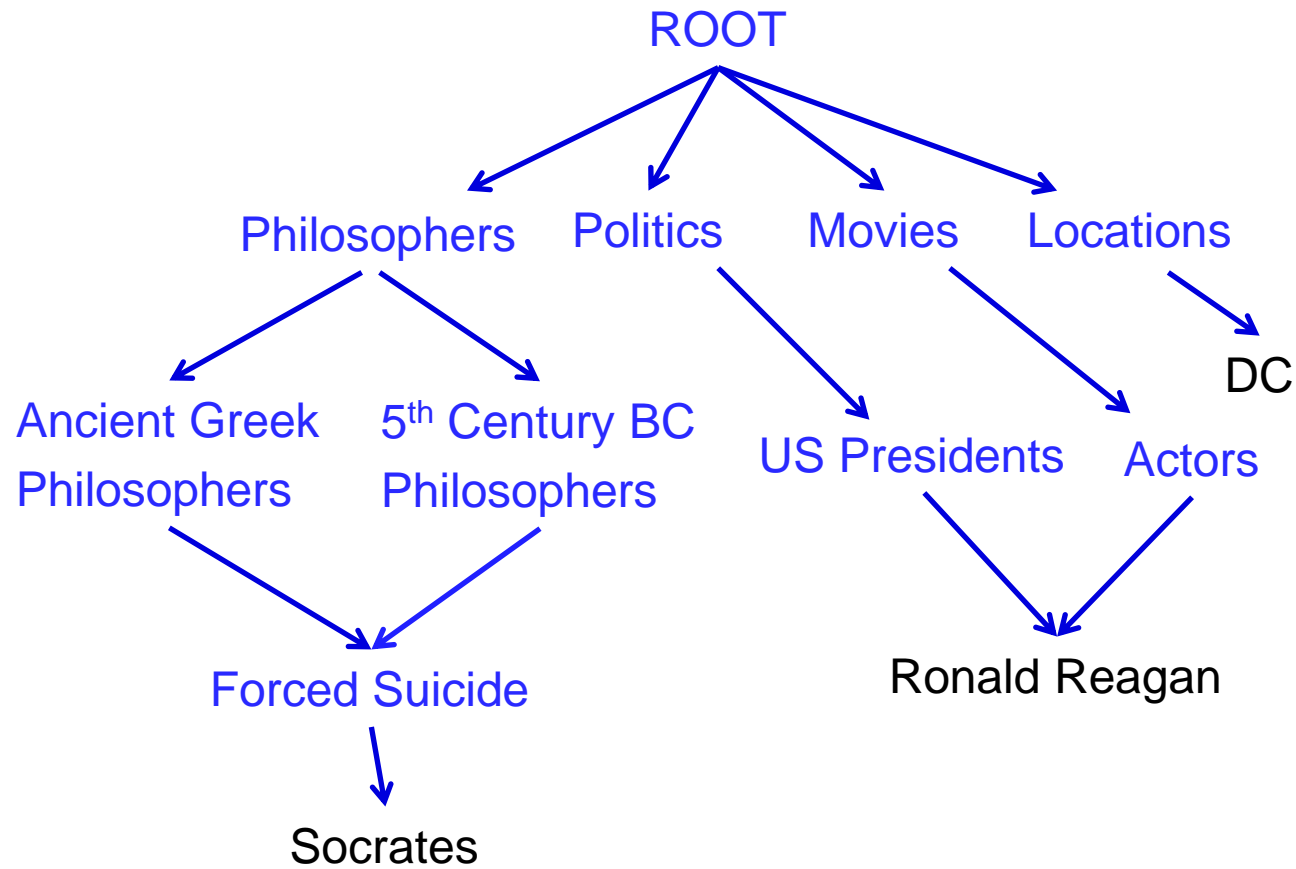 ROOT
Philosophers
Politics
Movies
Locations
DC
Ancient Greek
Philosophers
5th Century BC
Philosophers
US Presidents
Actors
Forced Suicide
Ronald Reagan
Socrates